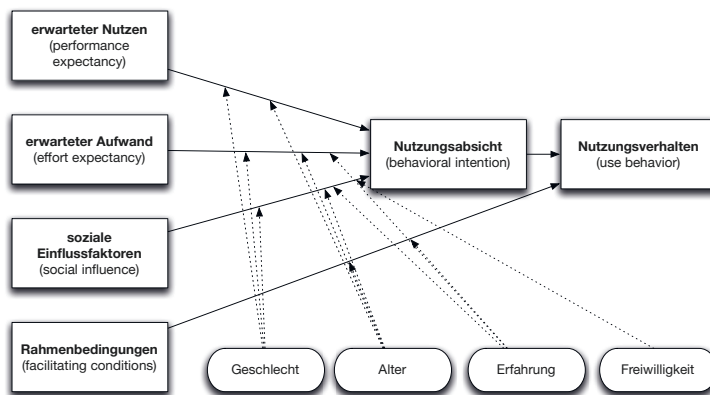 erwarteter Nutzen
(performance
expectancy)
erwarteter Aufwand
(effort expectancy)
Nutzungsabsicht
(behavioral intention)
Nutzungsverhalten
(use behavior)
soziale
Einflussfaktoren
(social influence)
Rahmenbedingungen
(facilitating conditions)
Geschlecht
Alter
Erfahrung
Freiwilligkeit